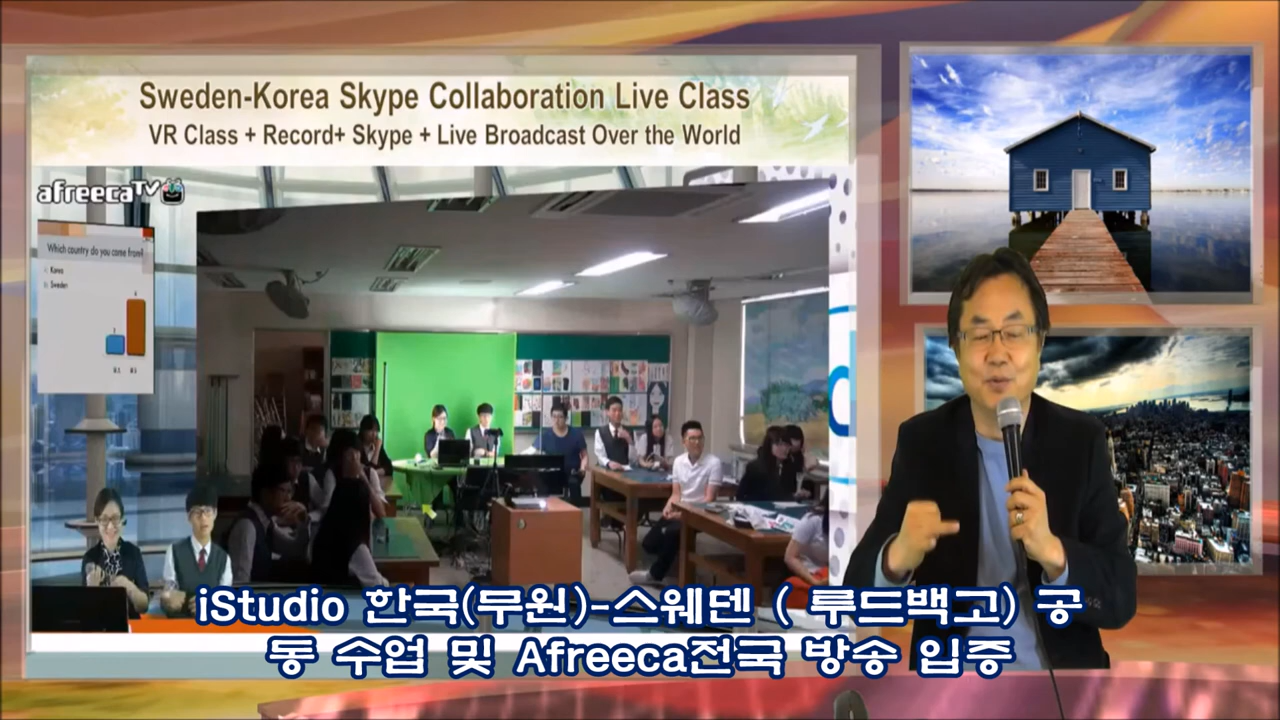 Sweden-Korea Skype Collaboration Live Class
VR Class + Record+ Skype + Live Broadcast Over the World
afreecaTV
Which country do you come from?
Korea
Sweden
iStudio 한국(무원)-스웨덴 ( 루드백고) 공
동 수업 및 Afreeca전국 방송 입증